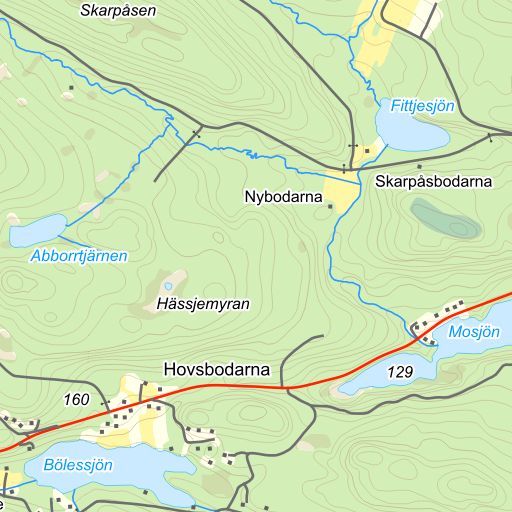 Skarpåsen
Fittjesjön
Skarpåsbodarna
Nybodarna
Abborrtjärnen
Hässjemyran
Mosjön
Hovsbodarna
129
160
Bölessjön